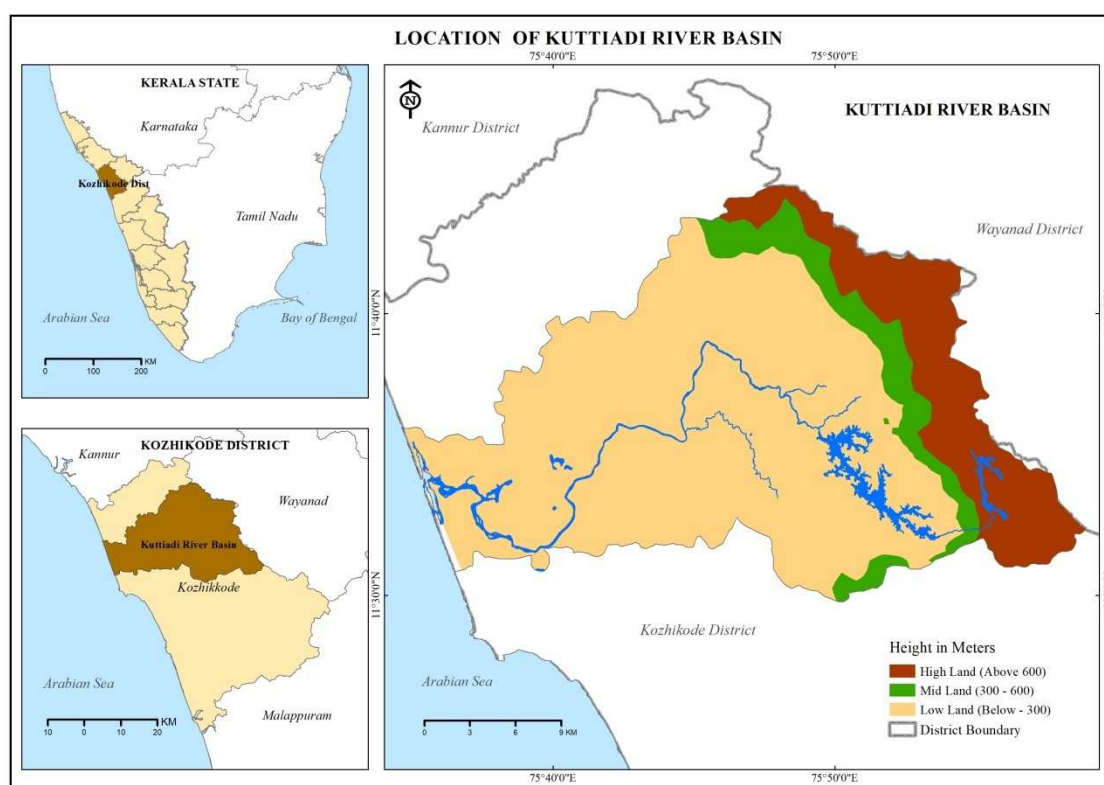 LOCATION OF KUTTIADI RIVER BASIN
KERALA STATE
Karnataka
Kozhikode Dist
Tamil Nadu
Arabian Sea
Bay of Bengal
0 100 200 KM
KOZHIKODE DISTRICT
Kannur
Wayanad
Kuttiadi River Basin
Kozhikkode
Arabian Sea
Malappuram
10 0 10 20
KM
75°40'0"E 75°50'0"E
N
KUTTIADI RIVER BASIN
Kannur District
Wayanad District
11°40'0"N
11°30'0"N
Kozhikode District
Arabian Sea
0 3 6 9 KM
Height in Meters
High Land (Above 600)
Mid Land (300 - 600)
Low Land (Below - 300)
District Boundary
75°40'0"E 75°50'0"E